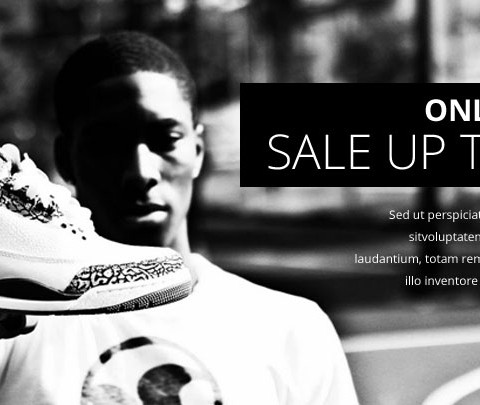 ONL
SALE UP T
Sed ut perspiciat
sitvoluptatem
laudantium, totam rem
illo inventore